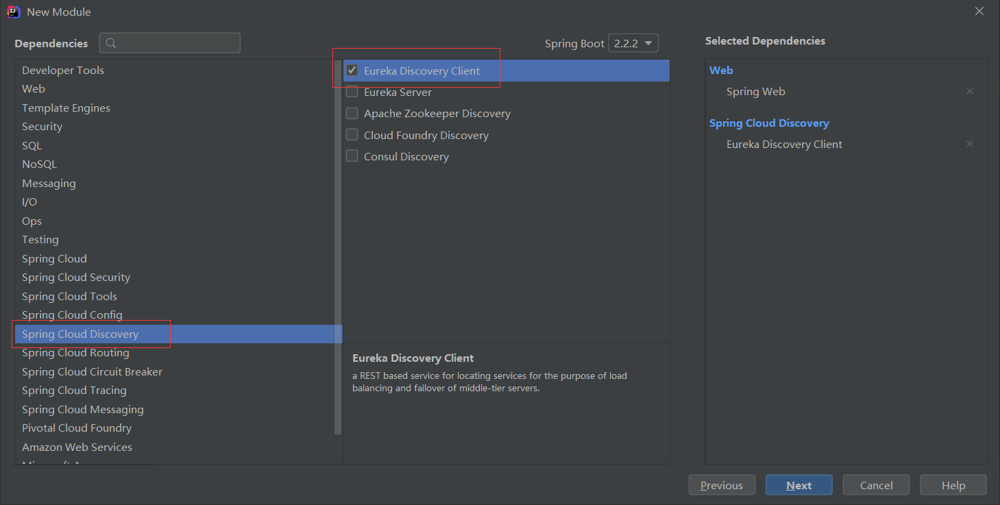 New Module
Dependencies
Spring Boot 2.2.2
Selected Dependencies
Developer Tools
Web
Template Engines
Security
SQL
NoSQL
Messaging
I/O
Ops
Testing
Spring Cloud
Spring Cloud Security
Spring Cloud Tools
Spring Cloud Config
Spring Cloud Discovery
Spring Cloud Routing
Spring Cloud Circuit Breaker
Spring Cloud Tracing
Spring Cloud Messaging
Pivotal Cloud Foundry
Amazon Web Services
Eureka Discovery Client
Eureka Server
Apache Zookeeper Discovery
Cloud Foundry Discovery
Consul Discovery
Eureka Discovery Client
a REST based service for locating services for the purpose of load
balancing and failover of middle-tier servers.
Web
Spring Web
Spring Cloud Discovery
Eureka Discovery Client
Previous
Next
Cancel
Help